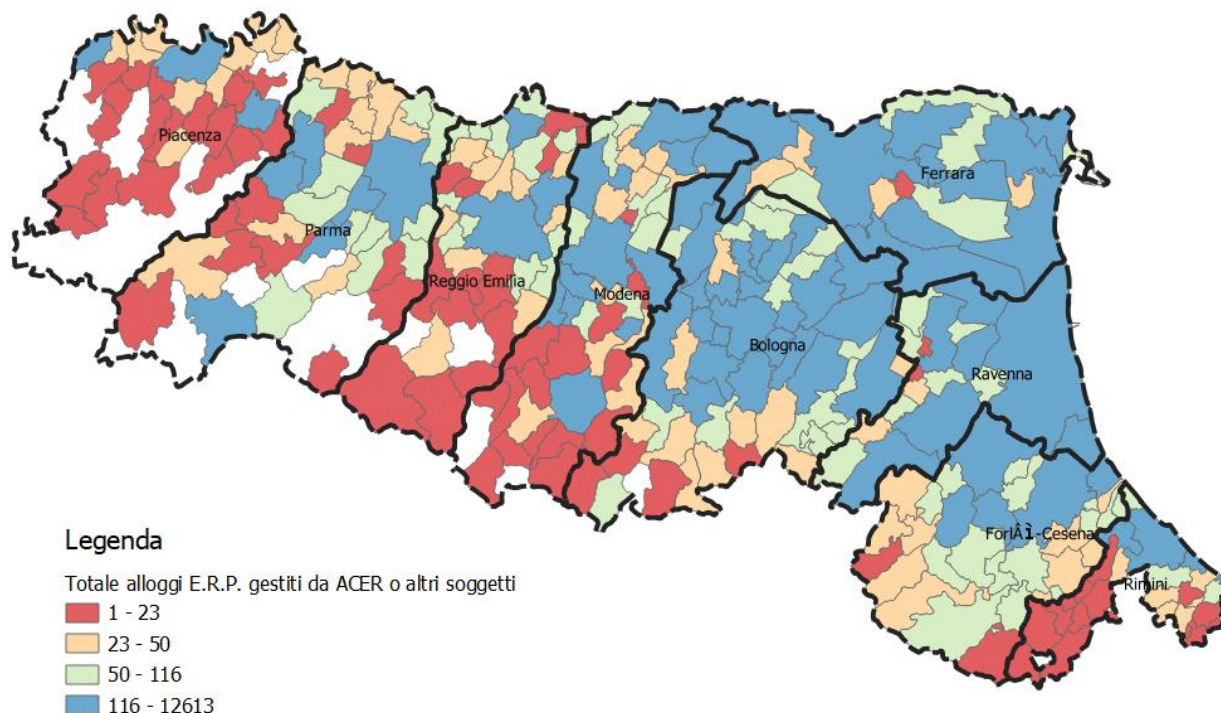 Piacenza
Ferrara
Parma
Reggio Emilia
Modena
Bologna
Ravenna
ForlÃì-Cesena
Rimini
Legenda
Totale alloggi E.R.P. gestiti da ACER o altri soggetti
1 - 23
23 - 50
50 - 116
116 - 12613